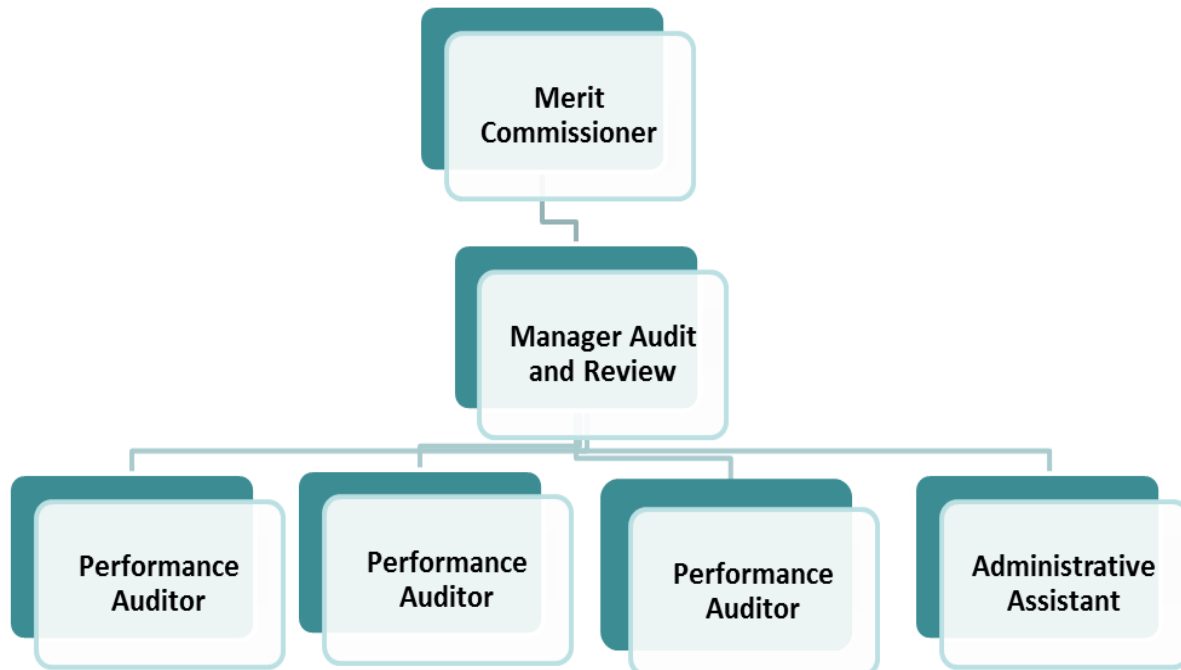 Merit
Commissioner
Manager Audit
and Review
Performance
Auditor
Performance
Auditor
Performance
Auditor
Administrative
Assistant